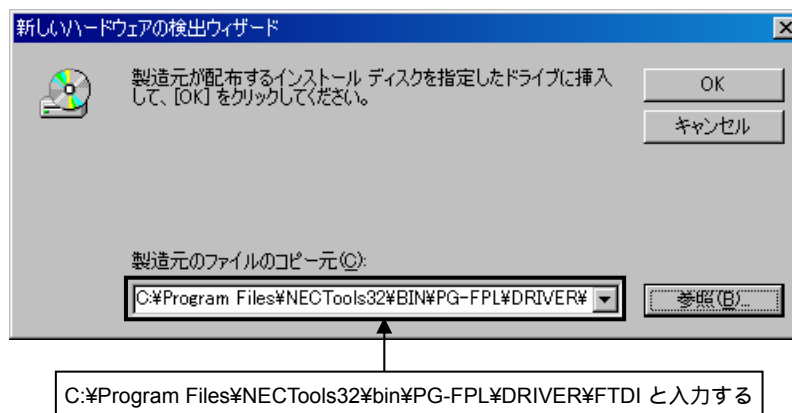 新しいハードウェアの検出ウィザード
製造元が配布するインストール ディスクを指定したドライブに挿入
して、[OK] をクリックしてください。
OK
キャンセル
製造元のファイルのコピー元(C):
C:¥Program Files¥NECTools32¥BIN¥PG-FPL¥DRIVER¥
参照(B)...
C:¥Program Files¥NECTools32¥bin¥PG-FPL¥DRIVER¥FTDI と入力する